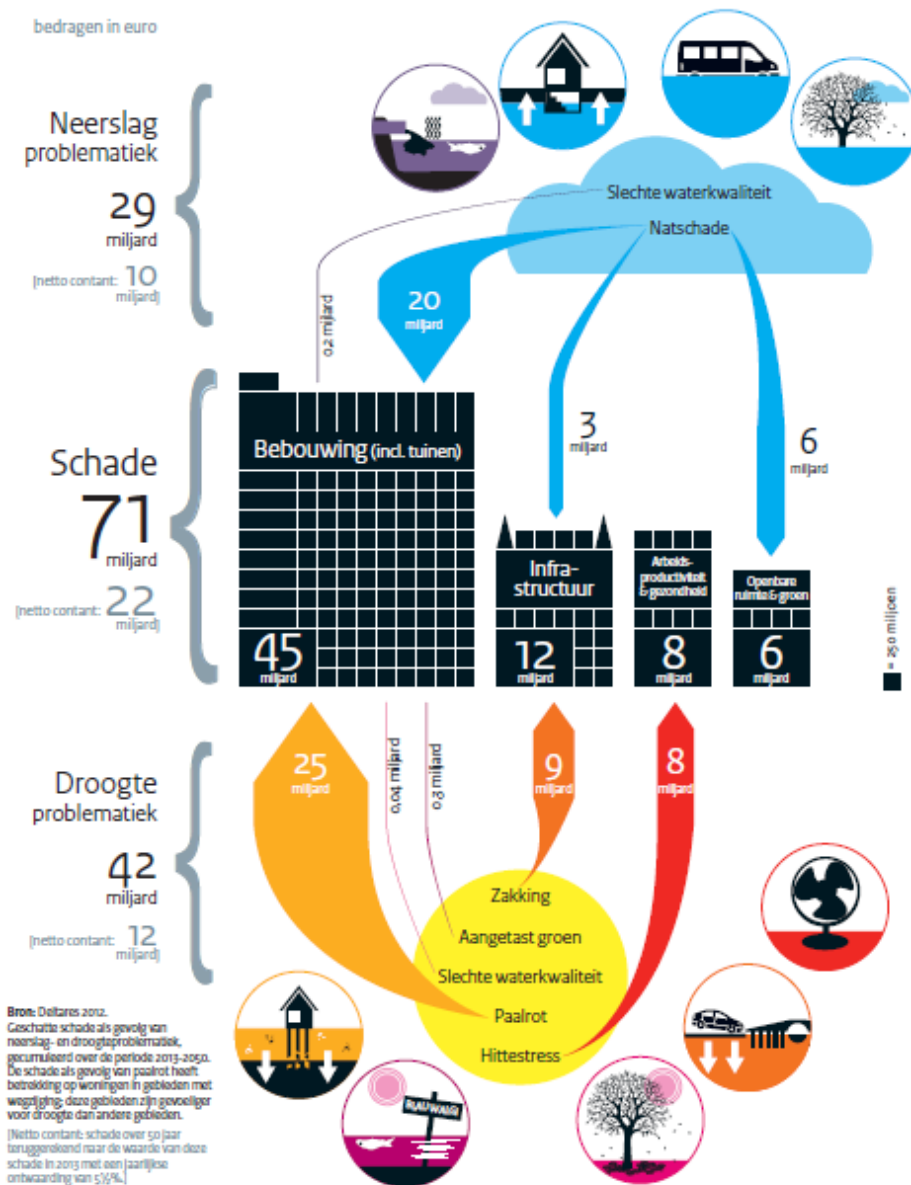 bedragen in euro
Neerslag
problematiek
29
miljard
[netto contant: 10
miljard]
Slechte waterkwaliteit
Natschade
0,2 miljard
20
miljard
3
miljard
6
miljard
Schade
71
miljard
[netto contant: 22
miljard]
Bebouwing (incl. tuinen)
45
miljard
Infra-
structuur
12
miljard
Arbeids-
productiviteit
& gezondheid
8
miljard
Openbare
ruimte & groen
6
miljard
= 250 miljoen
Droogte
problematiek
42
miljard
[netto contant: 12
miljard]
25
miljard
0,04 miljard
0,3 miljard
9
miljard
8
miljard
Zakking
Aangetast groen
Slechte waterkwaliteit
Paalrot
Hittestress
BLAUWALG!
Bron: Deltares 2012.
Geschatte schade als gevolg van
neerslag- en droogteproblematiek,
gecumuleerd over de periode 2013-2050.
De schade als gevolg van paalrot heeft
betrekking op woningen in gebieden met
wegzijging; deze gebieden zijn gevoeliger
voor droogte dan andere gebieden.
[Netto contant: schade over 50 jaar
teruggerekend naar de waarde van deze
schade in 2013 met een jaarlijkse
ontwaarding van 5½%.]